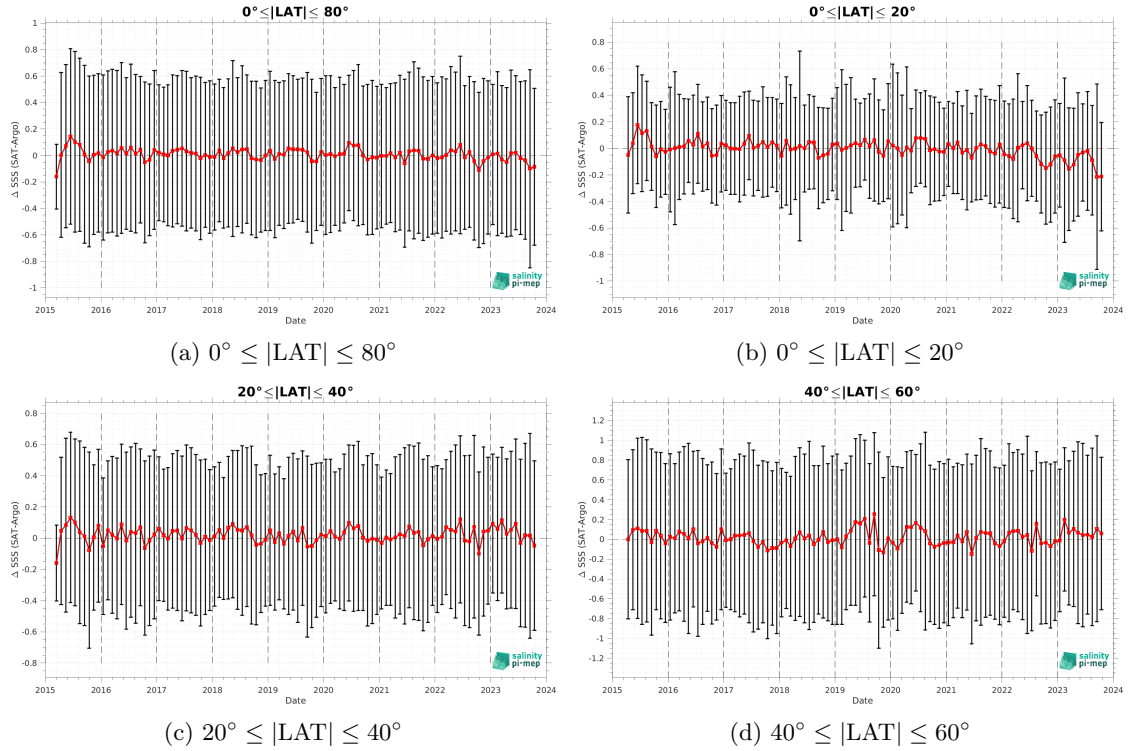 0°≤|LAT|≤ 80°
Δ SSS (SAT-Argo)
1
0.8
0.6
0.4
0.2
0
-0.2
-0.4
-0.6
-0.8
-1
2015 2016 2017 2018 2019 2020 2021 2022 2023 2024
Date
salinity
pi-mep
(a) 0° ≤ |LAT| ≤ 80°
0°≤|LAT|≤ 20°
Δ SSS (SAT-Argo)
0.8
0.6
0.4
0.2
0
-0.2
-0.4
-0.6
-0.8
-1
2015 2016 2017 2018 2019 2020 2021 2022 2023 2024
Date
salinity
pi-mep
(b) 0° ≤ |LAT| ≤ 20°
20°≤|LAT|≤ 40°
Δ SSS (SAT-Argo)
0.8
0.6
0.4
0.2
0
-0.2
-0.4
-0.6
-0.8
2015 2016 2017 2018 2019 2020 2021 2022 2023 2024
Date
salinity
pi-mep
(c) 20° ≤ |LAT| ≤ 40°
40°≤|LAT|≤ 60°
Δ SSS (SAT-Argo)
1.2
1
0.8
0.6
0.4
0.2
0
-0.2
-0.4
-0.6
-0.8
-1
-1.2
2015 2016 2017 2018 2019 2020 2021 2022 2023 2024
Date
salinity
pi-mep
(d) 40° ≤ |LAT| ≤ 60°